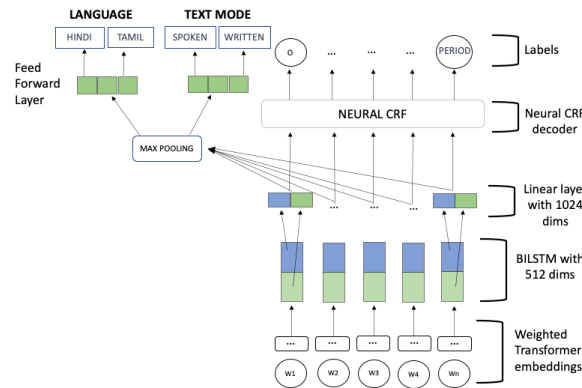 LANGUAGE TEXT MODE
HINDI TAMIL SPOKEN WRITTEN
O ... ... ... PERIOD
Labels
Feed
Forward
Layer
NEURAL CRF
Neural CRF
decoder
MAX POOLING
... ... ...
Linear layer
with 1024
dims
BILSTM with
512 dims
... ... ... ... ...
W1 W2 W3 W4 Wn
Weighted
Transformer
embeddings